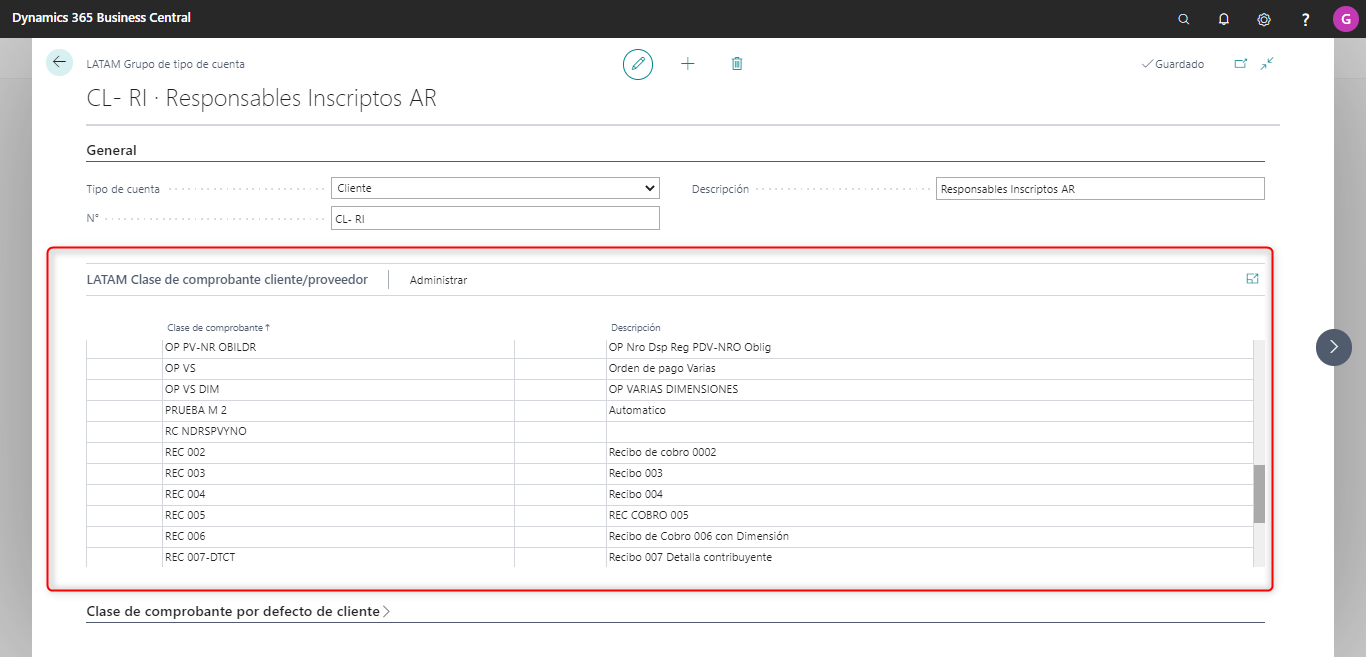 Dynamics 365 Business Central
?
G
LATAM Grupo de tipo de cuenta
Guardado
CL- RI · Responsables Inscriptos AR
General
Tipo de cuenta Cliente Descripción Responsables Inscriptos AR
N° CL- RI
LATAM Clase de comprobante cliente/proveedor Administrar
Clase de comprobante ↑ Descripción
OP PV-NR OBILDR OP Nro Dsp Reg PDV-NRO Oblig
OP VS Orden de pago Varias
OP VS DIM OP VARIAS DIMENSIONES
PRUEBA M 2 Automatico
RC NDRSPVYNO
REC 002 Recibo de cobro 0002
REC 003 Recibo 003
REC 004 Recibo 004
REC 005 REC COBRO 005
REC 006 Recibo de Cobro 006 con Dimensión
REC 007-DTCT Recibo 007 Detalla contribuyente
Clase de comprobante por defecto de cliente